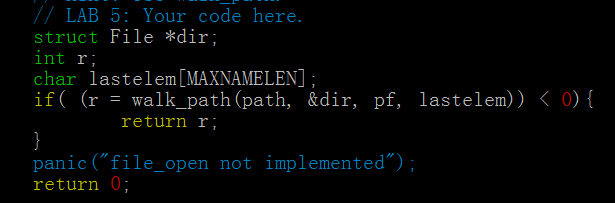 // LAB 5: Your code here.
struct File *dir;
int r;
char lastelem[MAXNAMELEN];
if( (r = walk_path(path, &dir, pf, lastelem)) < 0){
return r;
}
panic("file_open not implemented");
return 0;